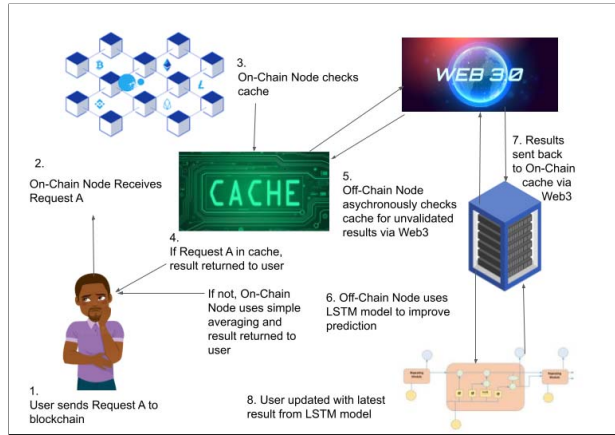 3.
On-Chain Node checks
cache
WEB 3.0
2.
On-Chain Node Receives
Request A
CACHE
7. Results
sent back
to On-Chain
cache via
Web3
5.
Off-Chain Node
asychronously checks
cache for unvalidated
results via Web3
4.
If Request A in cache,
result returned to user
If not, On-Chain
Node uses simple
averaging and
result returned to
user
6. Off-Chain Node uses
LSTM model to improve
prediction
1.
User sends Request A to
blockchain
8. User updated with latest
result from LSTM model